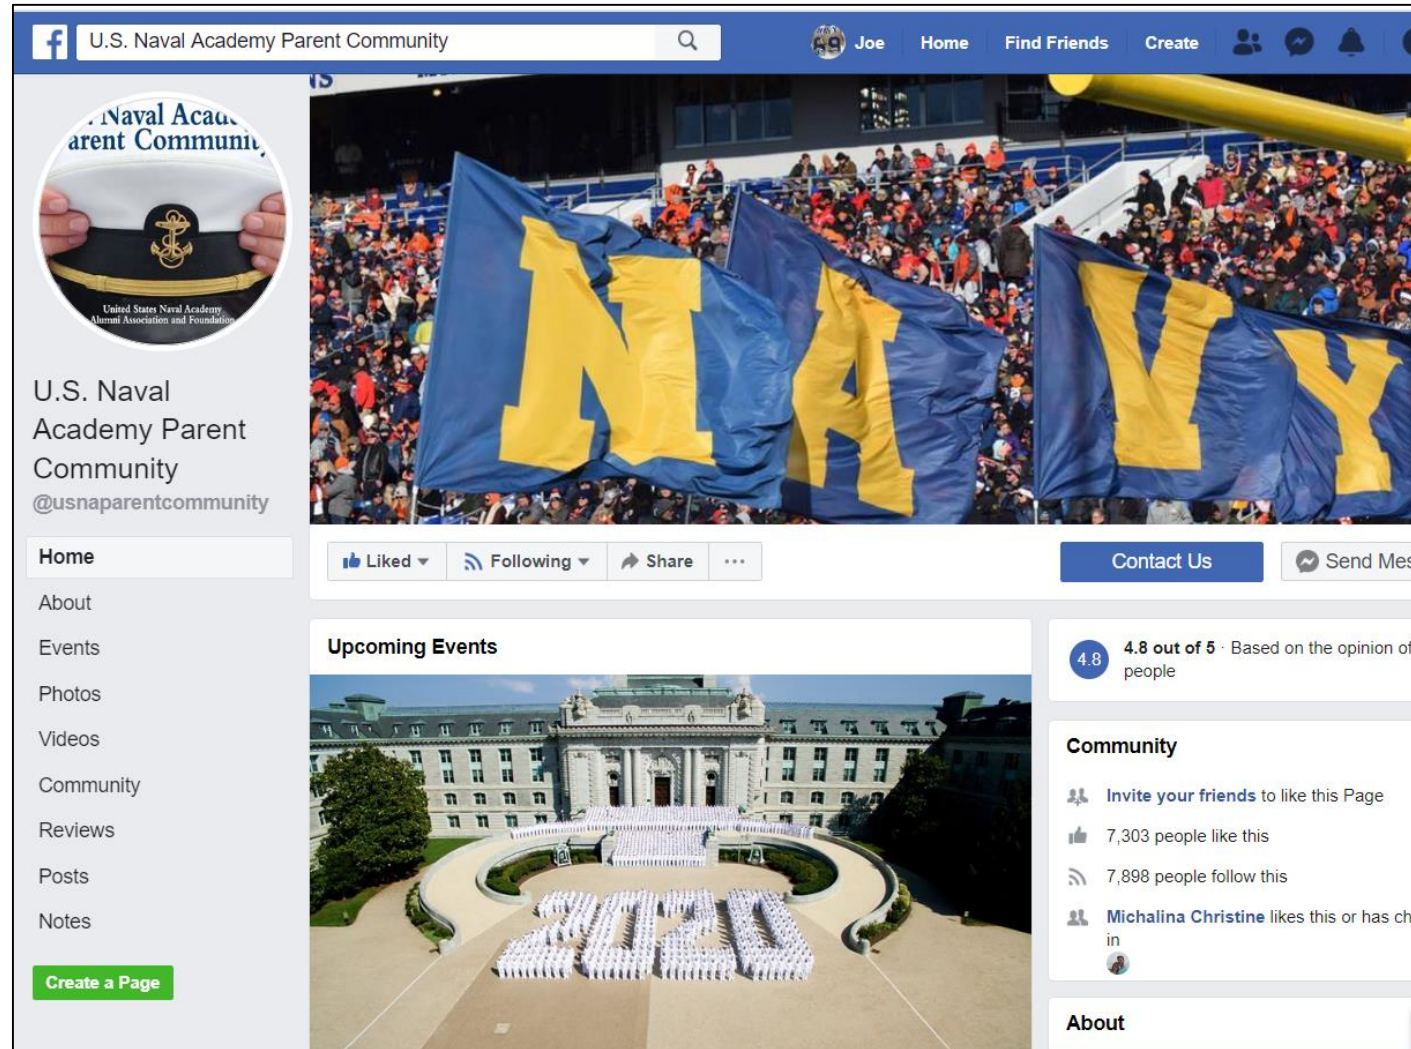 U.S. Naval Academy Parent Community
Joe
Home
Find Friends
Create
Naval
Parent Community
United States Naval Academy
Alumni Association and Foundation
U.S. Naval
Academy Parent
Community
@usnaparentcommunity
Home
About
Events
Photos
Videos
Community
Reviews
Posts
Notes
Create a Page
NAVY
Liked
Following
Share
Contact Us
Send Mes
Upcoming Events
2020
4.8
4.8 out of 5 · Based on the opinion of
people
Community
Invite your friends to like this Page
7,303 people like this
7,898 people follow this
Michalina Christine likes this or has ch
in
About